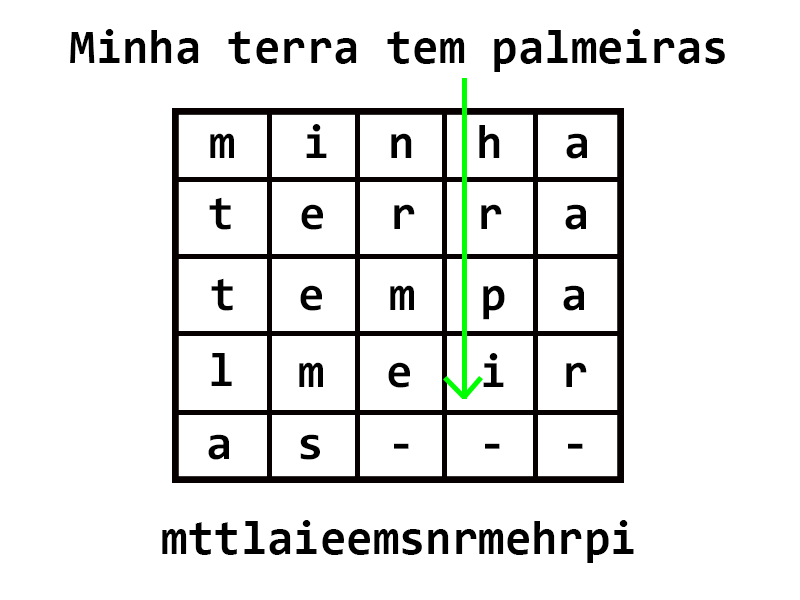 Minha terra tem palmeiras
m i n h a
t e r r a
t e m p a
l m e i r
a s - - -
mttlaieemsnrmehrpi